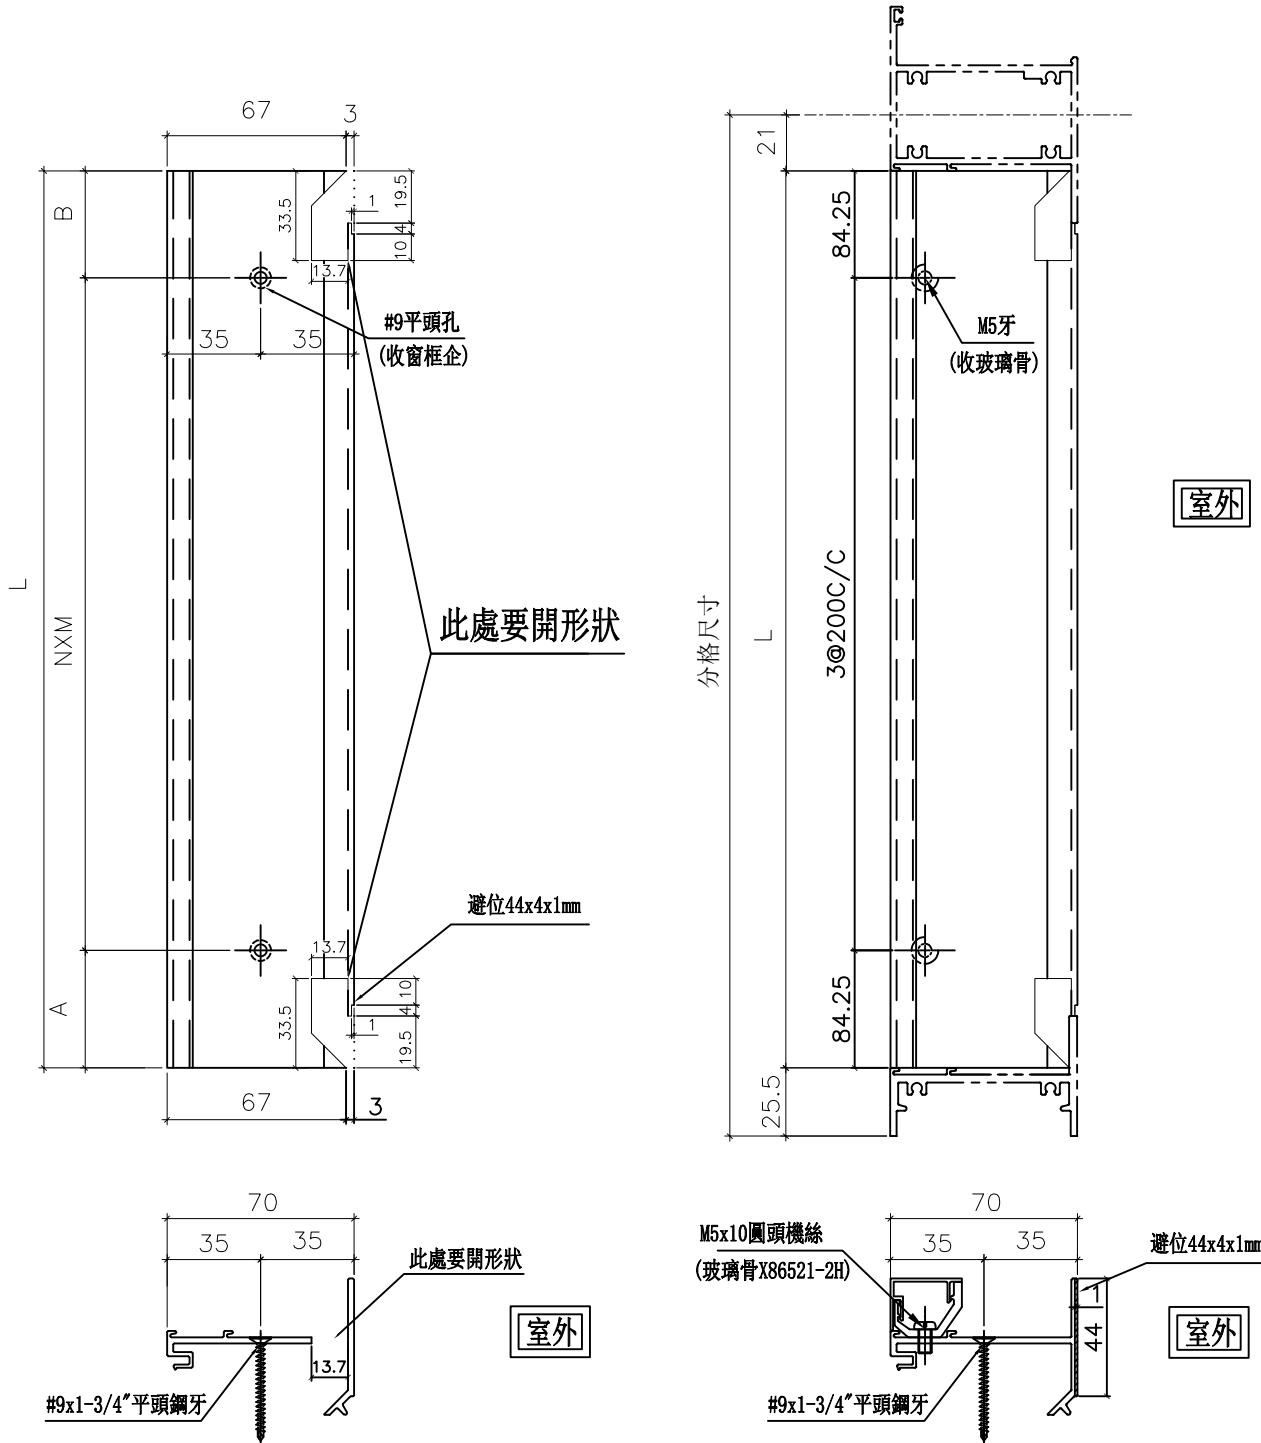 67
3
B
33.5
1
19.5
4
10
13.7
#9平頭孔
(收窗框企)
35
35
L
NXM
此處要開形狀
避位44x4x1mm
13.7
A
33.5
10
4
1
19.5
67
3
21
84.25
M5牙
(收玻璃骨)
室外
分格尺寸
L
3@200C/C
84.25
25.5
70
35
35
此處要開形狀
室外
13.7
#9x1-3/4"平頭鋼牙
70
35
35
M5x10圓頭機絲
(玻璃骨X86521-2H)
避位44x4x1mm
1
44
室外
#9x1-3/4"平頭鋼牙